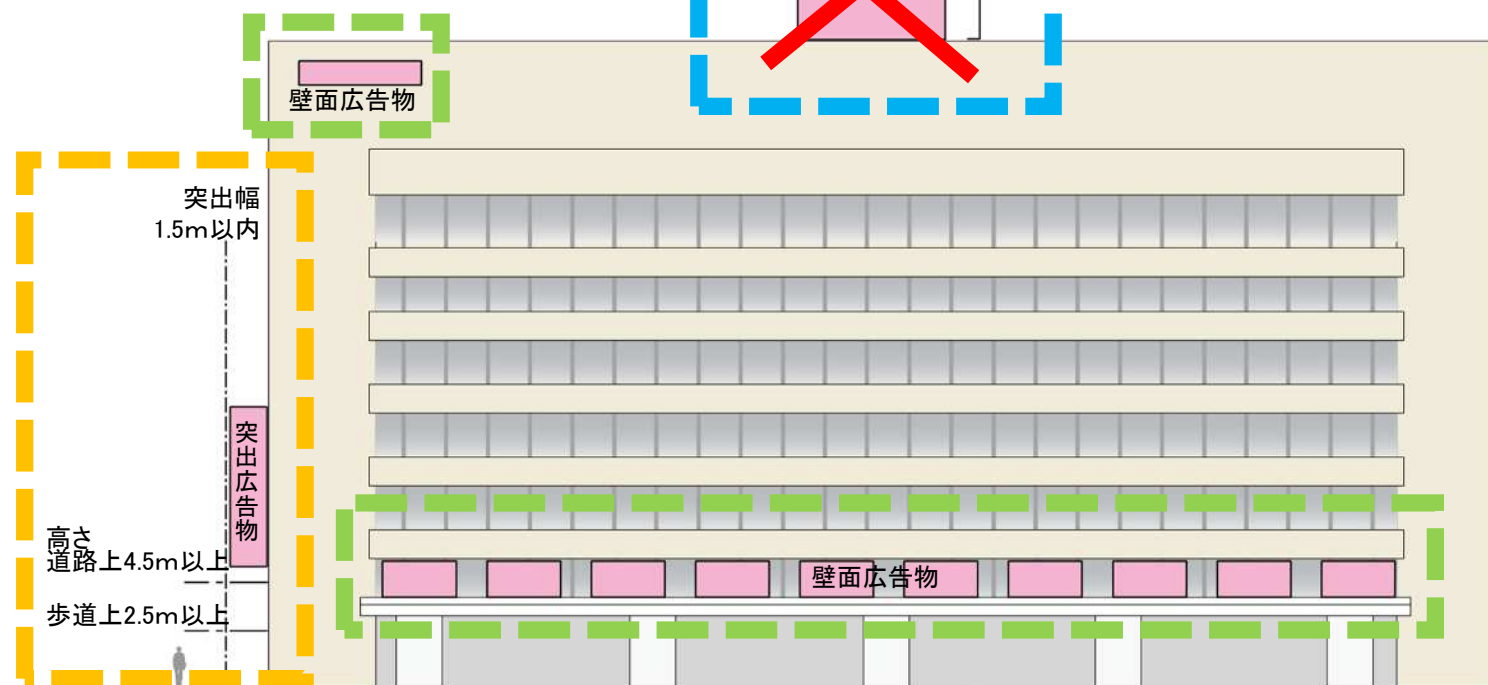 壁面広告物
突出幅
1.5m以内
突出広告物
高さ
道路上4.5m以上
歩道上2.5m以上
壁面広告物